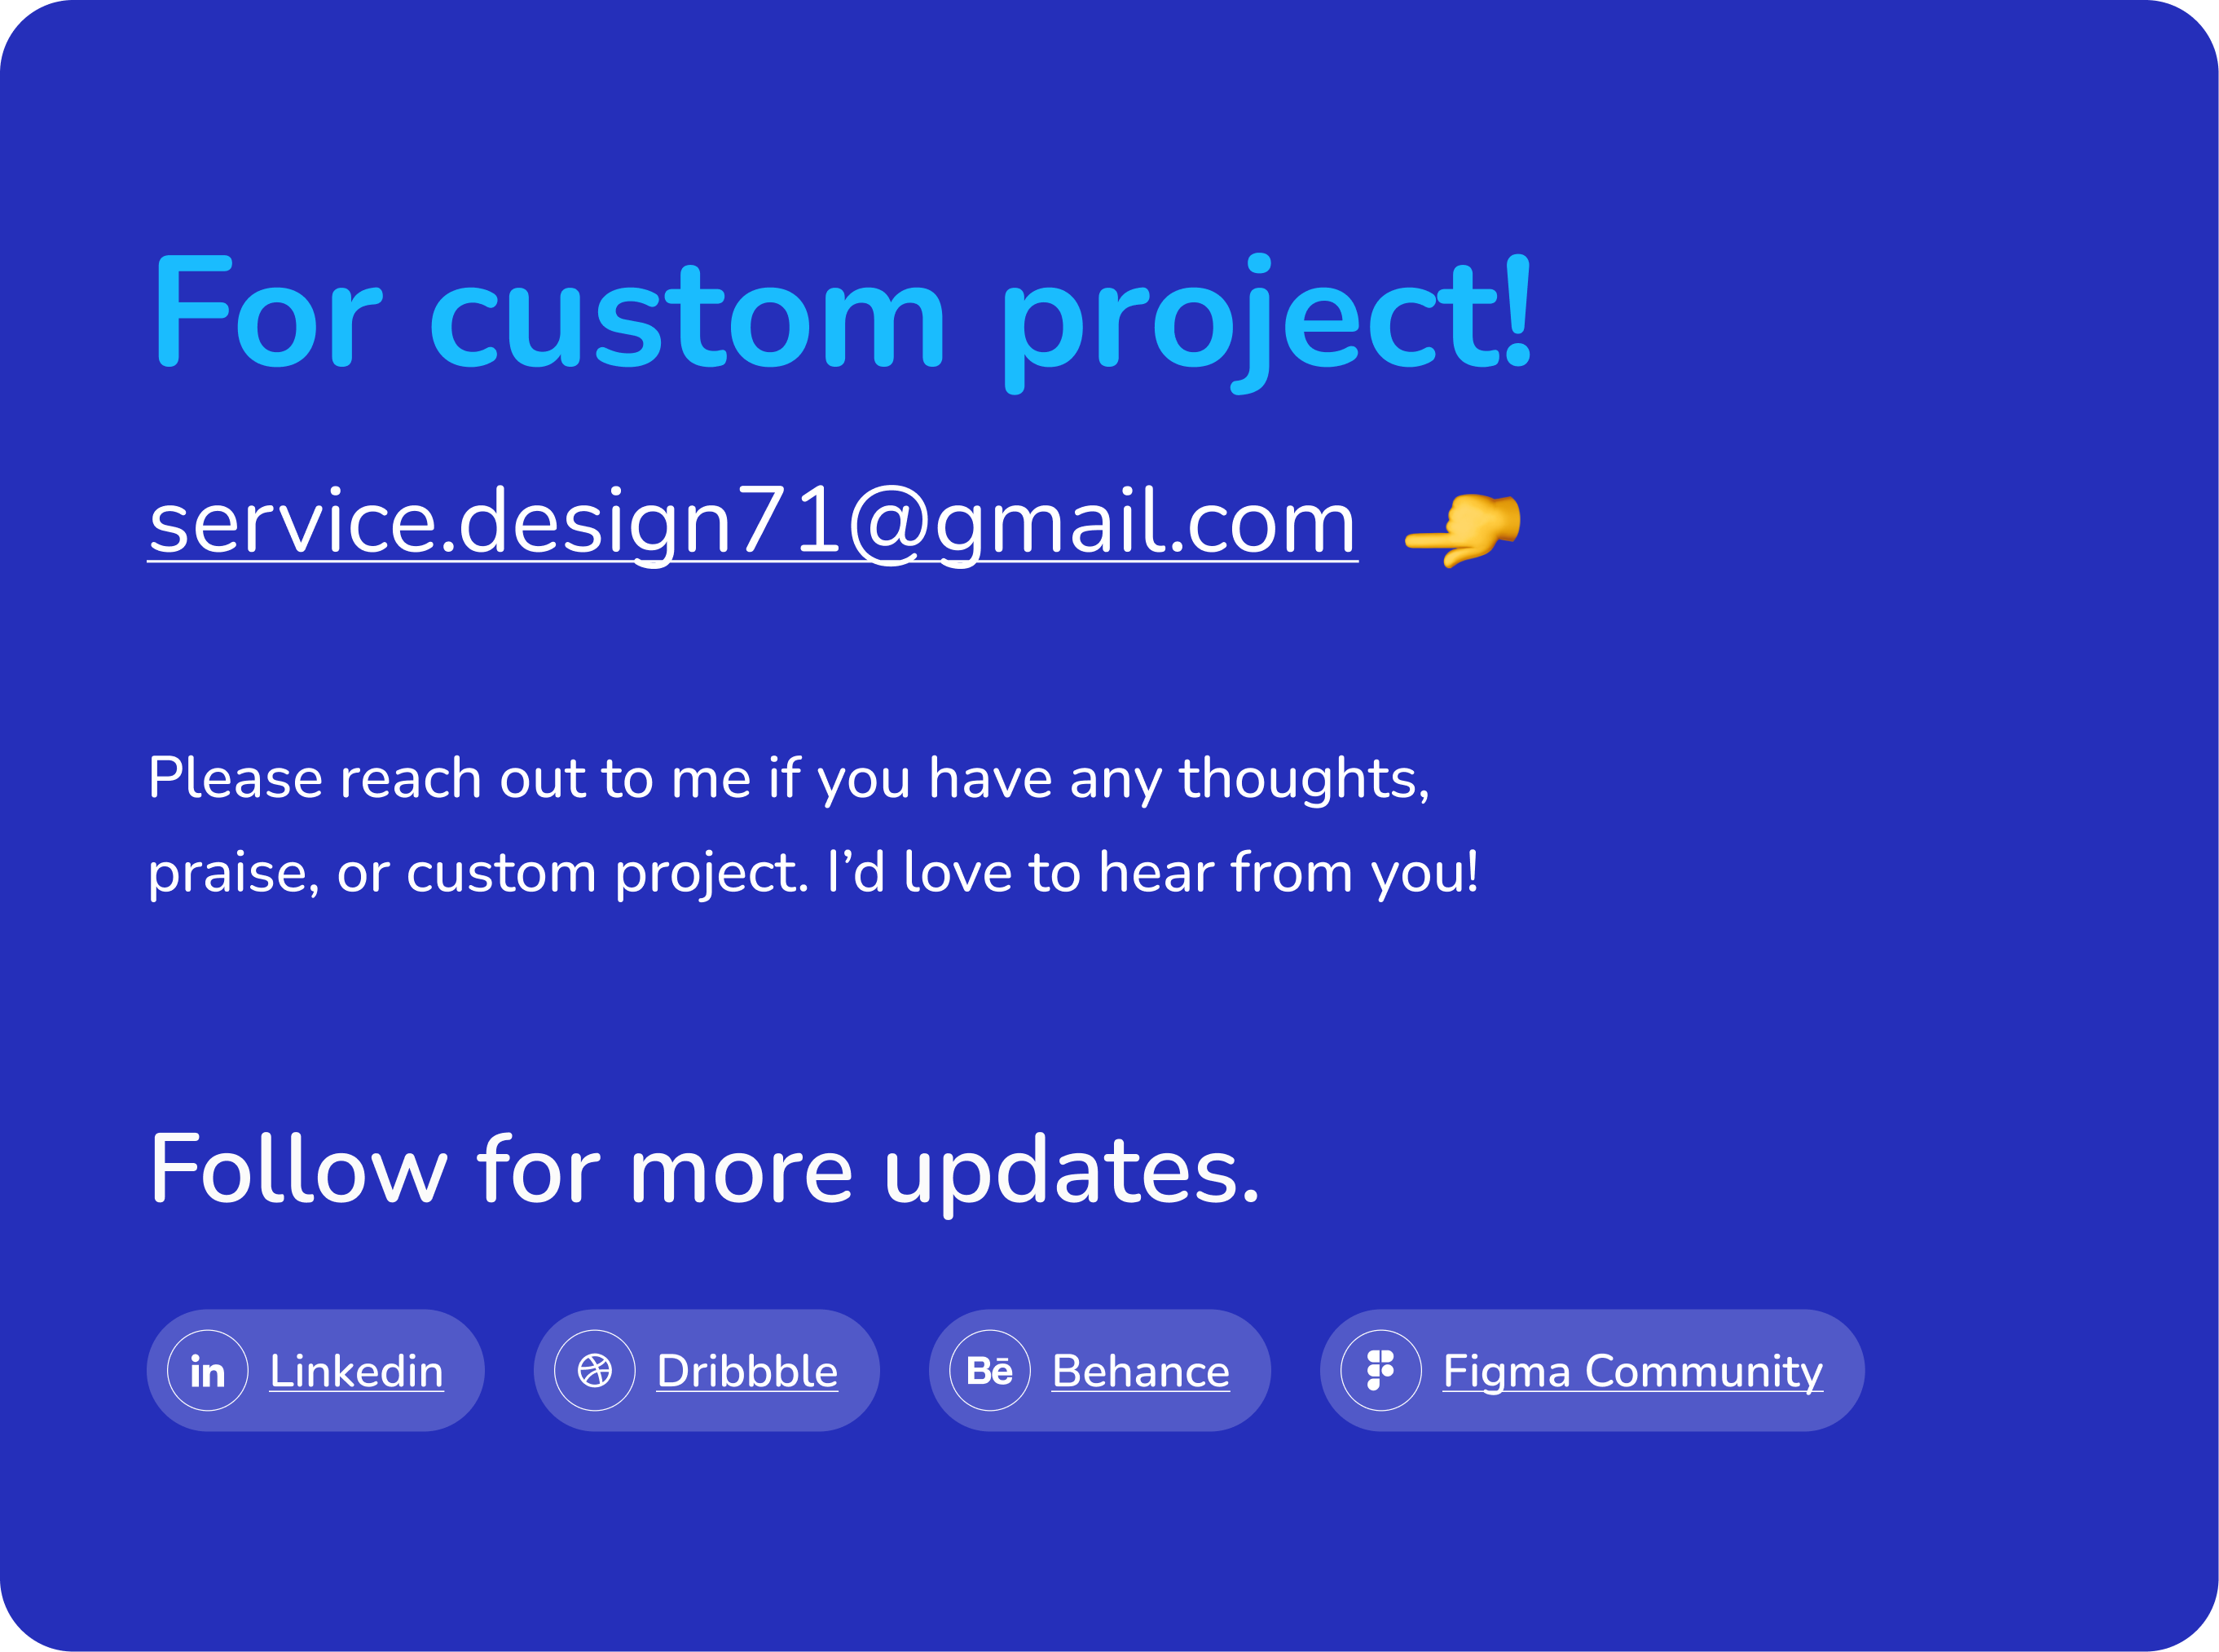 For custom project!
service.design71@gmail.com 👈
Please reach out to me if you have any thoughts,
praise, or custom project. I’d love to hear from you!
Follow for more updates.
in Linkedin
Dribbble
Bē Behance
Figma Community